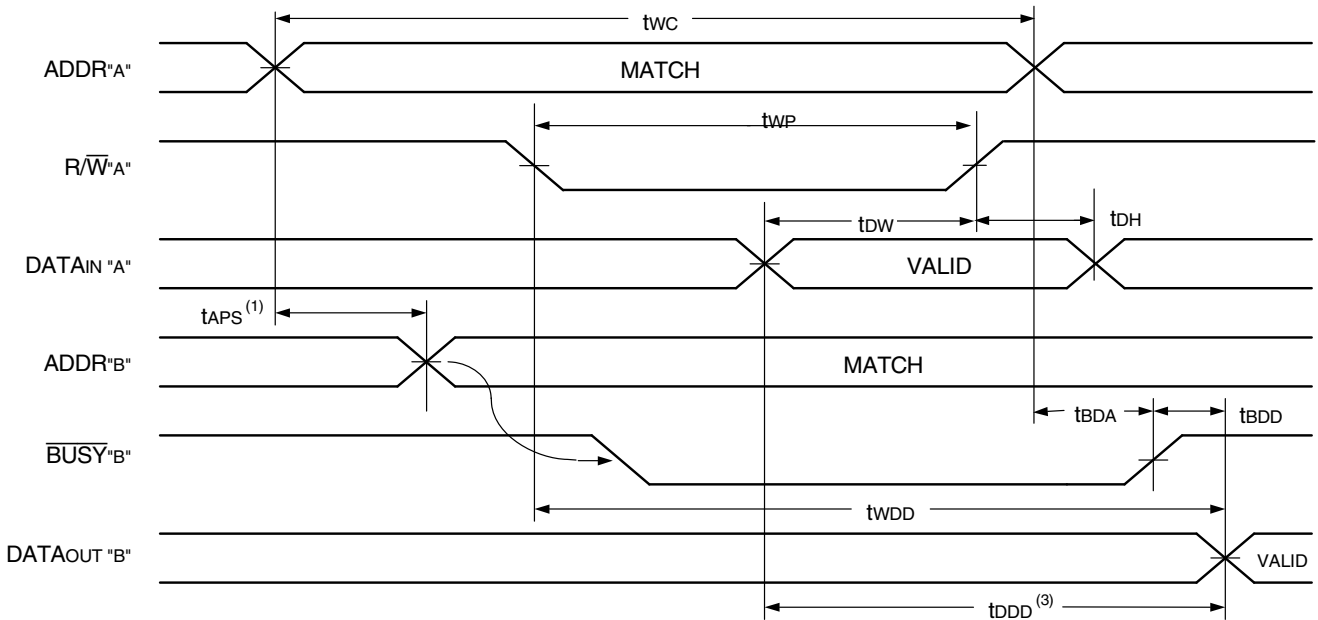 tWC
ADDR"A" MATCH
tWP
R/W̅"A"
tDW tDH
DATAIN "A" VALID
tAPS (1)
ADDR"B" MATCH
tBDA tBDD
B̅U̅S̅Y̅"B"
tWDD
DATAOUT "B" VALID
tDDD (3)